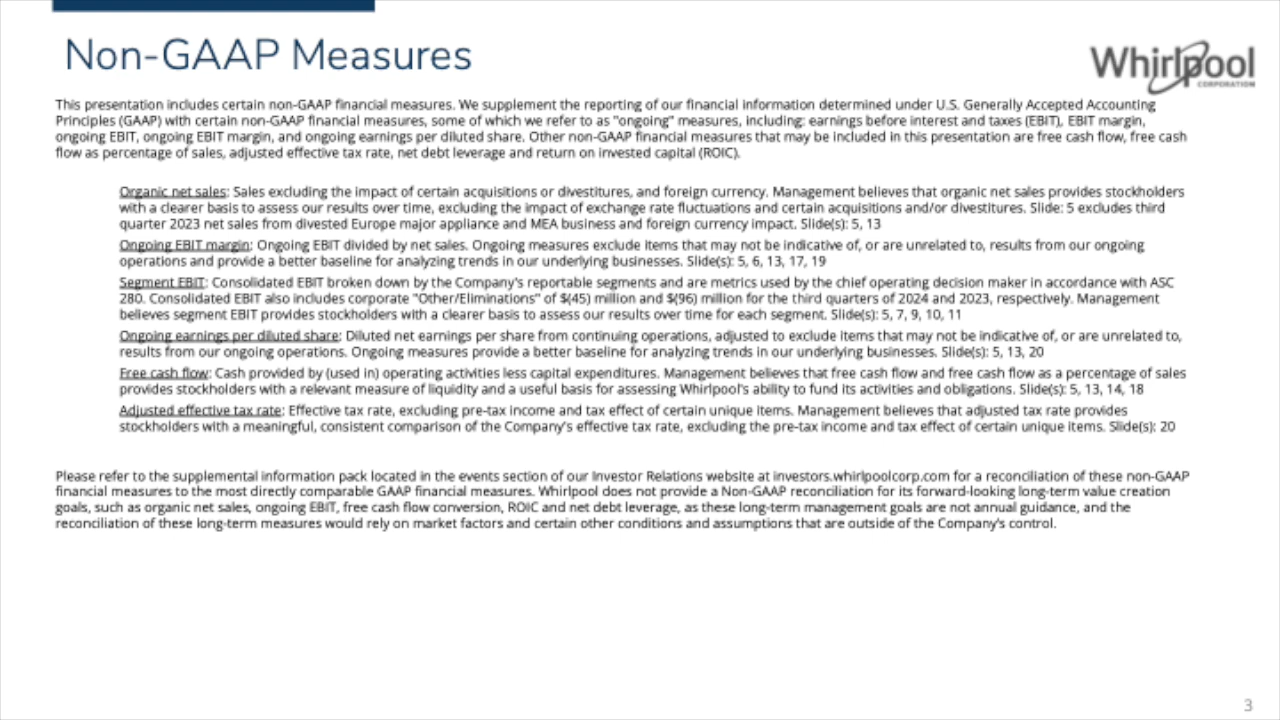 Non-GAAP Measures
Whirlpool
CORPORATION
This presentation includes certain non-GAAP financial measures. We supplement the reporting of our financial information determined under U.S. Generally Accepted Accounting
Principles (GAAP) with certain non-GAAP financial measures, some of which we refer to as "ongoing" measures, including: earnings before interest and taxes (EBIT), EBIT margin,
ongoing EBIT, ongoing EBIT margin, and ongoing earnings per diluted share. Other non-GAAP financial measures that may be included in this presentation are free cash flow, free cash
flow as percentage of sales, adjusted effective tax rate, net debt leverage and return on invested capital (ROIC).
Organic net sales: Sales excluding the impact of certain acquisitions or divestitures, and foreign currency. Management believes that organic net sales provides stockholders
with a clearer basis to assess our results over time, excluding the impact of exchange rate fluctuations and certain acquisitions and/or divestitures. Slide: 5 excludes third
quarter 2023 net sales from divested Europe major appliance and MEA business and foreign currency impact. Slide(s): 5, 13
Ongoing EBIT margin: Ongoing EBIT divided by net sales. Ongoing measures exclude items that may not be indicative of, or are unrelated to, results from our ongoing
operations and provide a better baseline for analyzing trends in our underlying businesses. Slide(s): 5, 6, 13, 17, 19
Segment EBIT: Consolidated EBIT broken down by the Company's reportable segments and are metrics used by the chief operating decision maker in accordance with ASC
280. Consolidated EBIT also includes corporate "Other/Eliminations" of $(45) million and $(96) million for the third quarters of 2024 and 2023, respectively. Management
believes segment EBIT provides stockholders with a clearer basis to assess our results over time for each segment. Slide(s): 5, 7, 9, 10, 11
Ongoing earnings per diluted share: Diluted net earnings per share from continuing operations, adjusted to exclude items that may not be indicative of, or are unrelated to,
results from our ongoing operations. Ongoing measures provide a better baseline for analyzing trends in our underlying businesses. Slide(s): 5, 13, 20
Free cash flow: Cash provided by (used in) operating activities less capital expenditures. Management believes that free cash flow and free cash flow as a percentage of sales
provides stockholders with a relevant measure of liquidity and a useful basis for assessing Whirlpool's ability to fund its activities and obligations. Slide(s): 5, 13, 14, 18
Adjusted effective tax rate: Effective tax rate, excluding pre-tax income and tax effect of certain unique items. Management believes that adjusted tax rate provides
stockholders with a meaningful, consistent comparison of the Company's effective tax rate, excluding the pre-tax income and tax effect of certain unique items. Slide(s): 20
Please refer to the supplemental information pack located in the events section of our Investor Relations website at investors.whirlpoolcorp.com for a reconciliation of these non-GAAP
financial measures to the most directly comparable GAAP financial measures. Whirlpool does not provide a Non-GAAP reconciliation for its forward-looking long-term value creation
goals, such as organic net sales, ongoing EBIT, free cash flow conversion, ROIC and net debt leverage, as these long-term management goals are not annual guidance, and the
reconciliation of these long-term measures would rely on market factors and certain other conditions and assumptions that are outside of the Company's control.
3